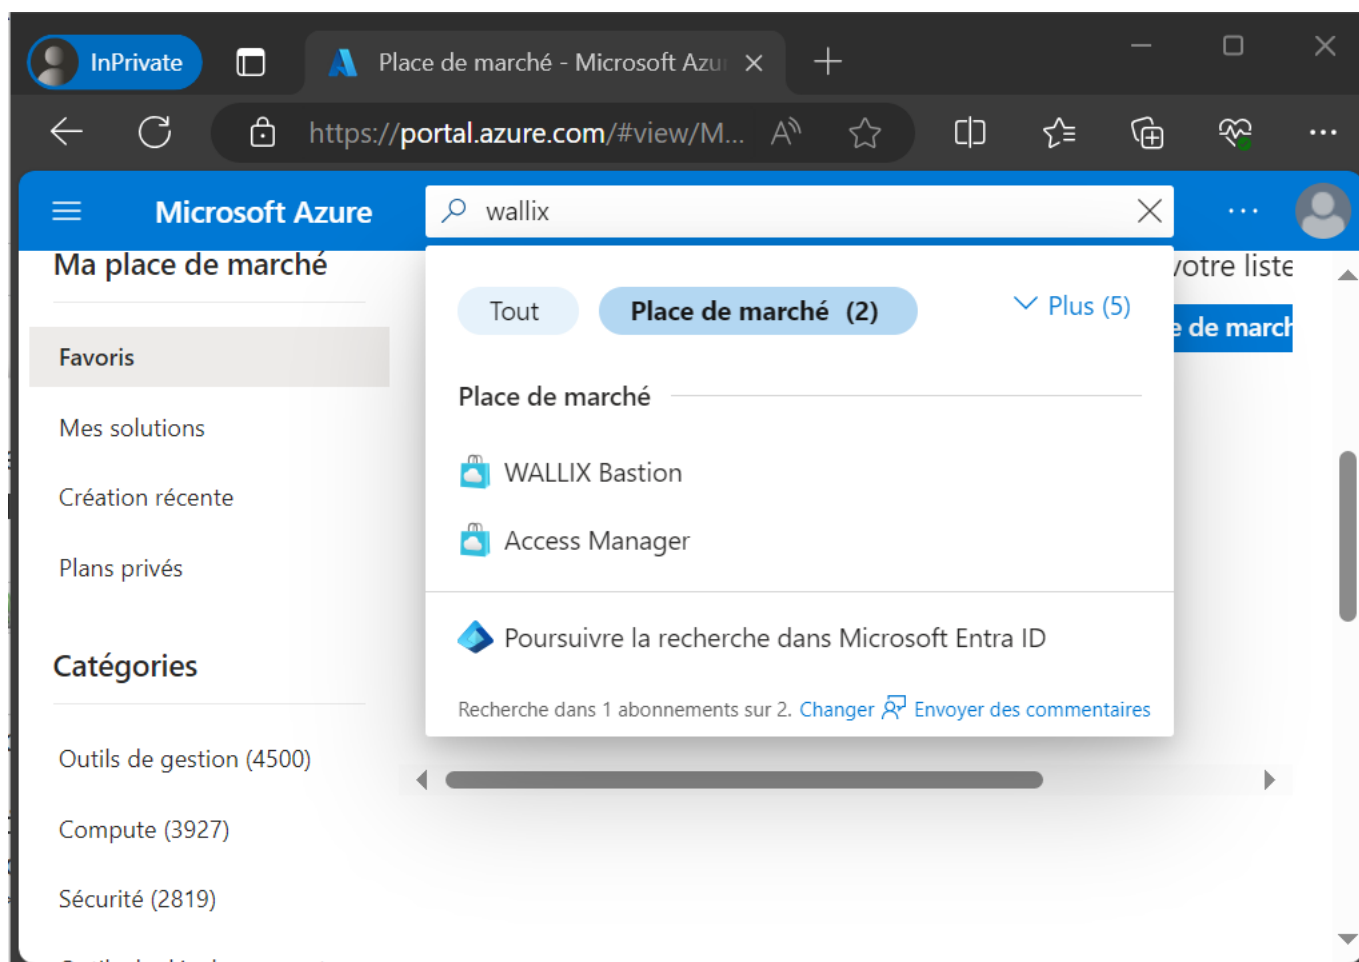 InPrivate
Place de marché - Microsoft Azu
https://portal.azure.com/#view/M...
Microsoft Azure
wallix
Ma place de marché
votre liste
Tout
Place de marché (2)
Plus (5)
e de march
Favoris
Place de marché
Mes solutions
WALLIX Bastion
Création récente
Access Manager
Plans privés
Poursuivre la recherche dans Microsoft Entra ID
Catégories
Recherche dans 1 abonnements sur 2. Changer Envoyer des commentaires
Outils de gestion (4500)
Compute (3927)
Sécurité (2819)